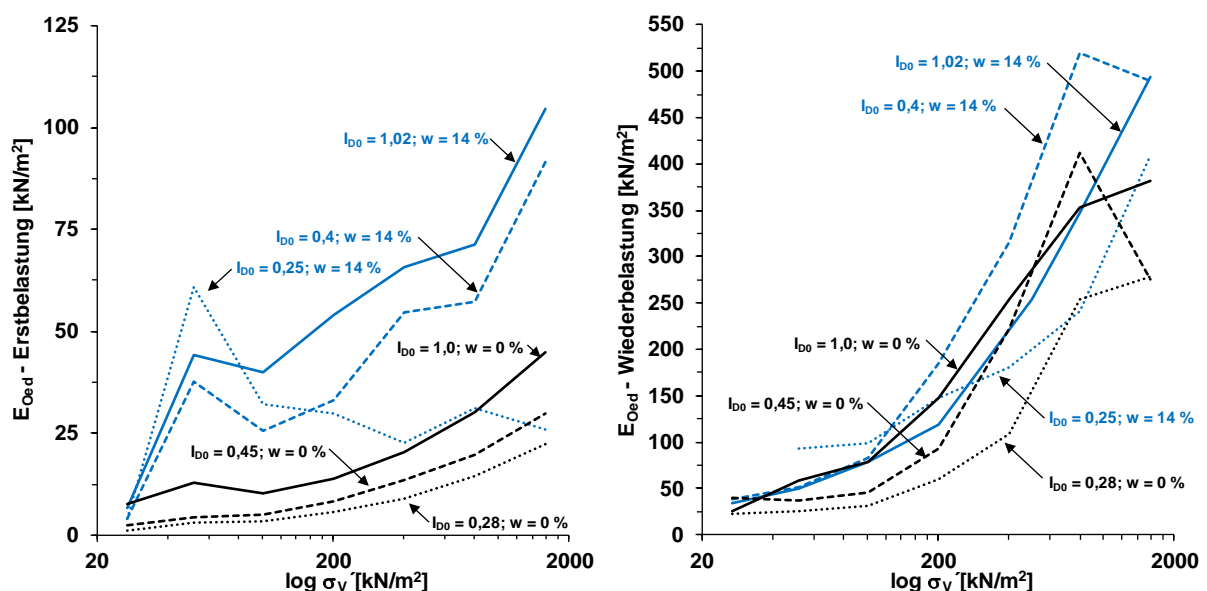 125
100
75
50
25
0
20
200
2000
E_Oed - Erstbelastung [kN/m²]
log σ_V´[kN/m²]
I_D0 = 1,02; w = 14 %
I_D0 = 0,4; w = 14 %
I_D0 = 0,25; w = 14 %
I_D0 = 1,0; w = 0 %
I_D0 = 0,45; w = 0 %
I_D0 = 0,28; w = 0 %
550
500
450
400
350
300
250
200
150
100
50
0
20
200
2000
E_Oed - Wiederbelastung [kN/m²]
log σ_V´[kN/m²]
I_D0 = 1,02; w = 14 %
I_D0 = 0,4; w = 14 %
I_D0 = 1,0; w = 0 %
I_D0 = 0,45; w = 0 %
I_D0 = 0,25; w = 14 %
I_D0 = 0,28; w = 0 %